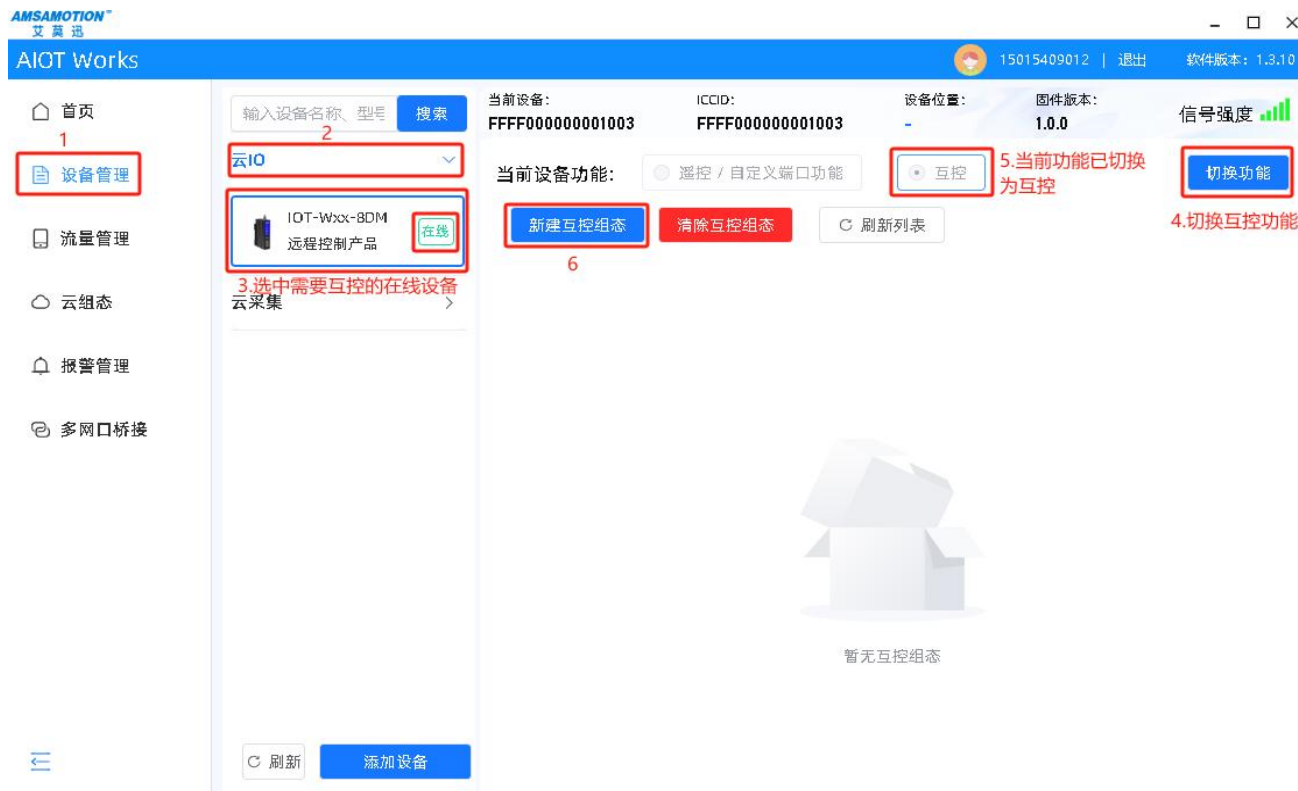 AMSAMOTION
艾莫迅
AIOT Works
15015409012 | 退出
软件版本：1.3.10
首页
1
设备管理
流量管理
云组态
报警管理
多网口桥接
输入设备名称、型号
搜索
2
云IO
IOT-Wxx-8DM
远程控制产品
在线
3.选中需要互控的在线设备
云采集
刷新
添加设备
当前设备：
FFFF000000001003
ICCID：
FFFF000000001003
设备位置：
-
固件版本：
1.0.0
信号强度
当前设备功能：
遥控 / 自定义端口功能
互控
5.当前功能已切换
为互控
切换功能
4.切换互控功能
新建互控组态
清除互控组态
刷新列表
6
暂无互控组态